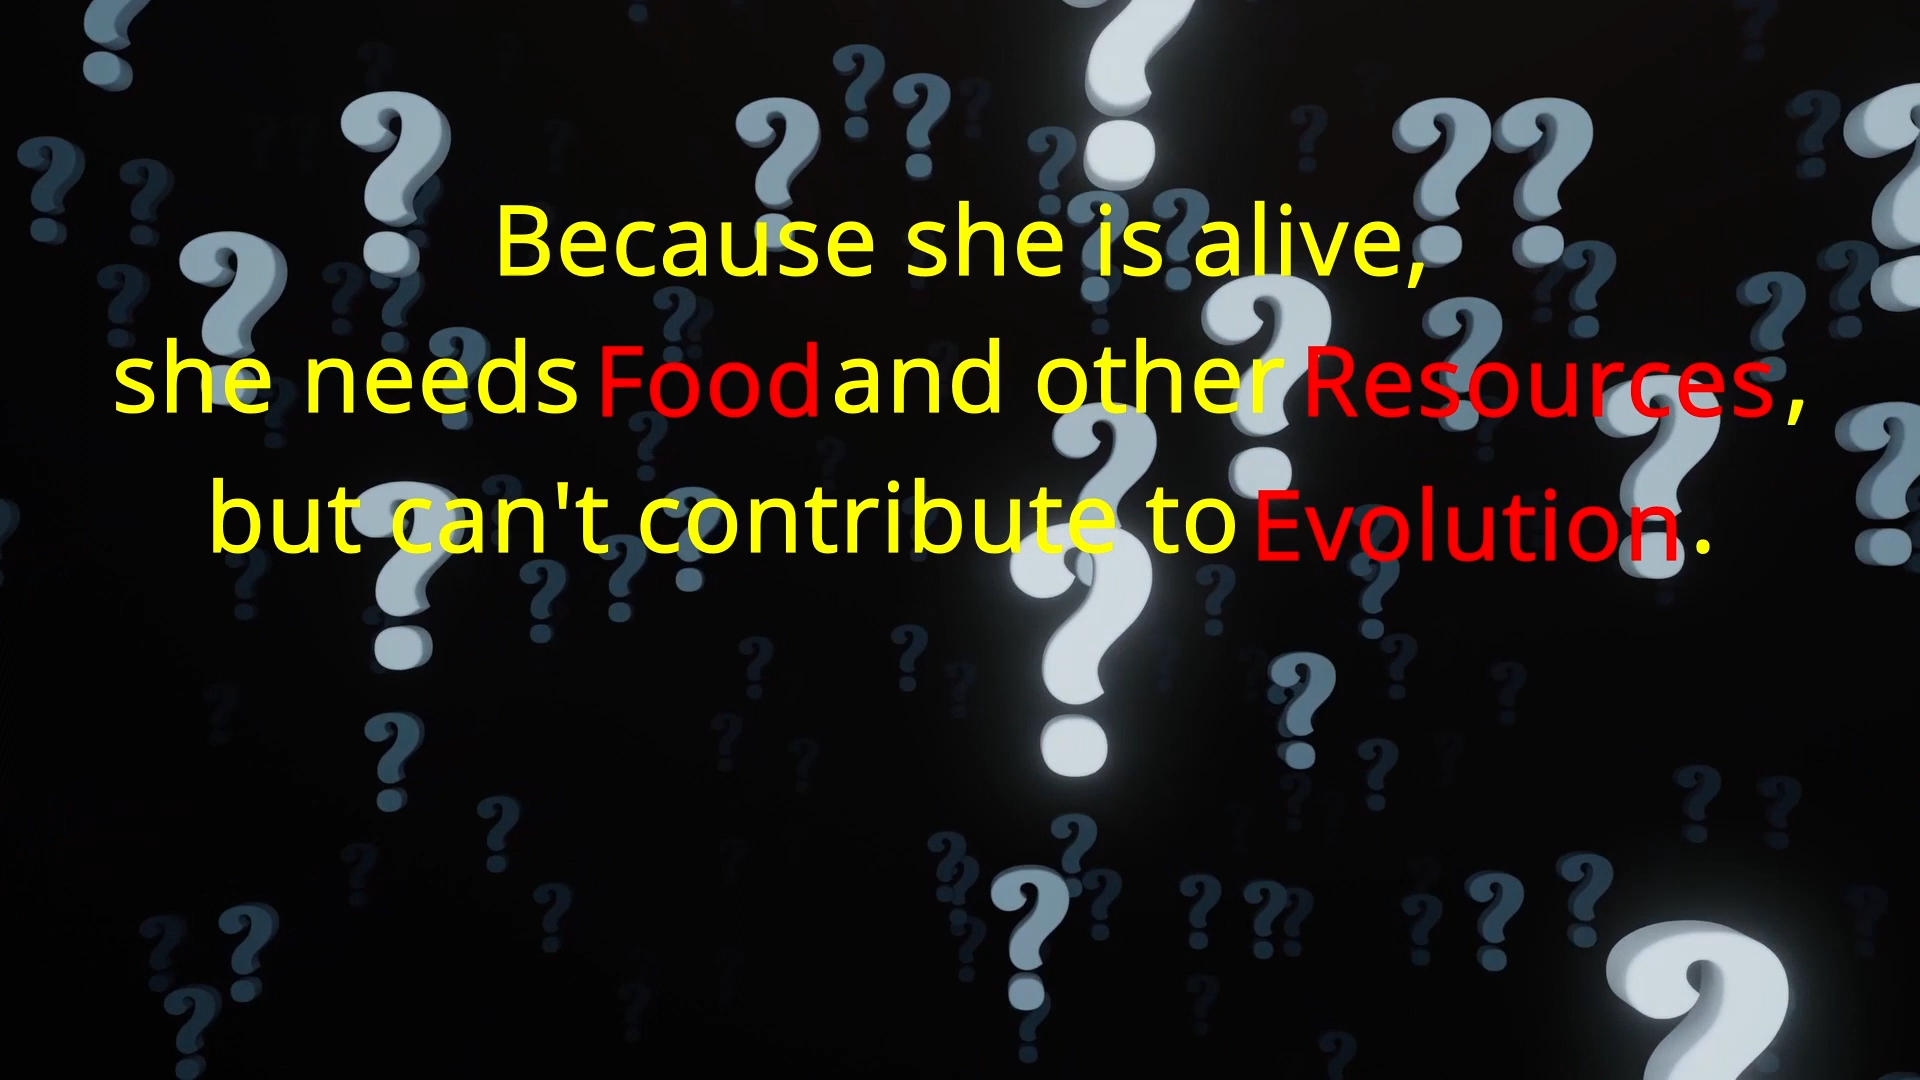 Because she is alive,
she needs Food and other Resources,
but can't contribute to Evolution.